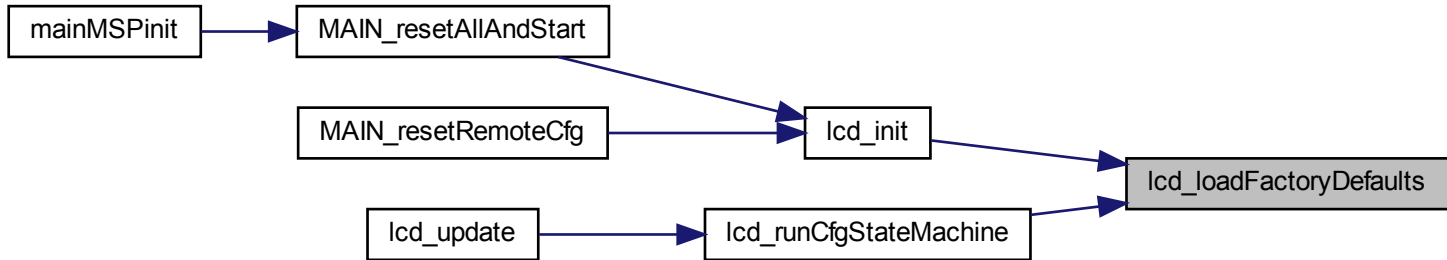 mainMSPinit
MAIN_resetAllAndStart
MAIN_resetRemoteCfg
lcd_init
lcd_loadFactoryDefaults
lcd_update
lcd_runCfgStateMachine